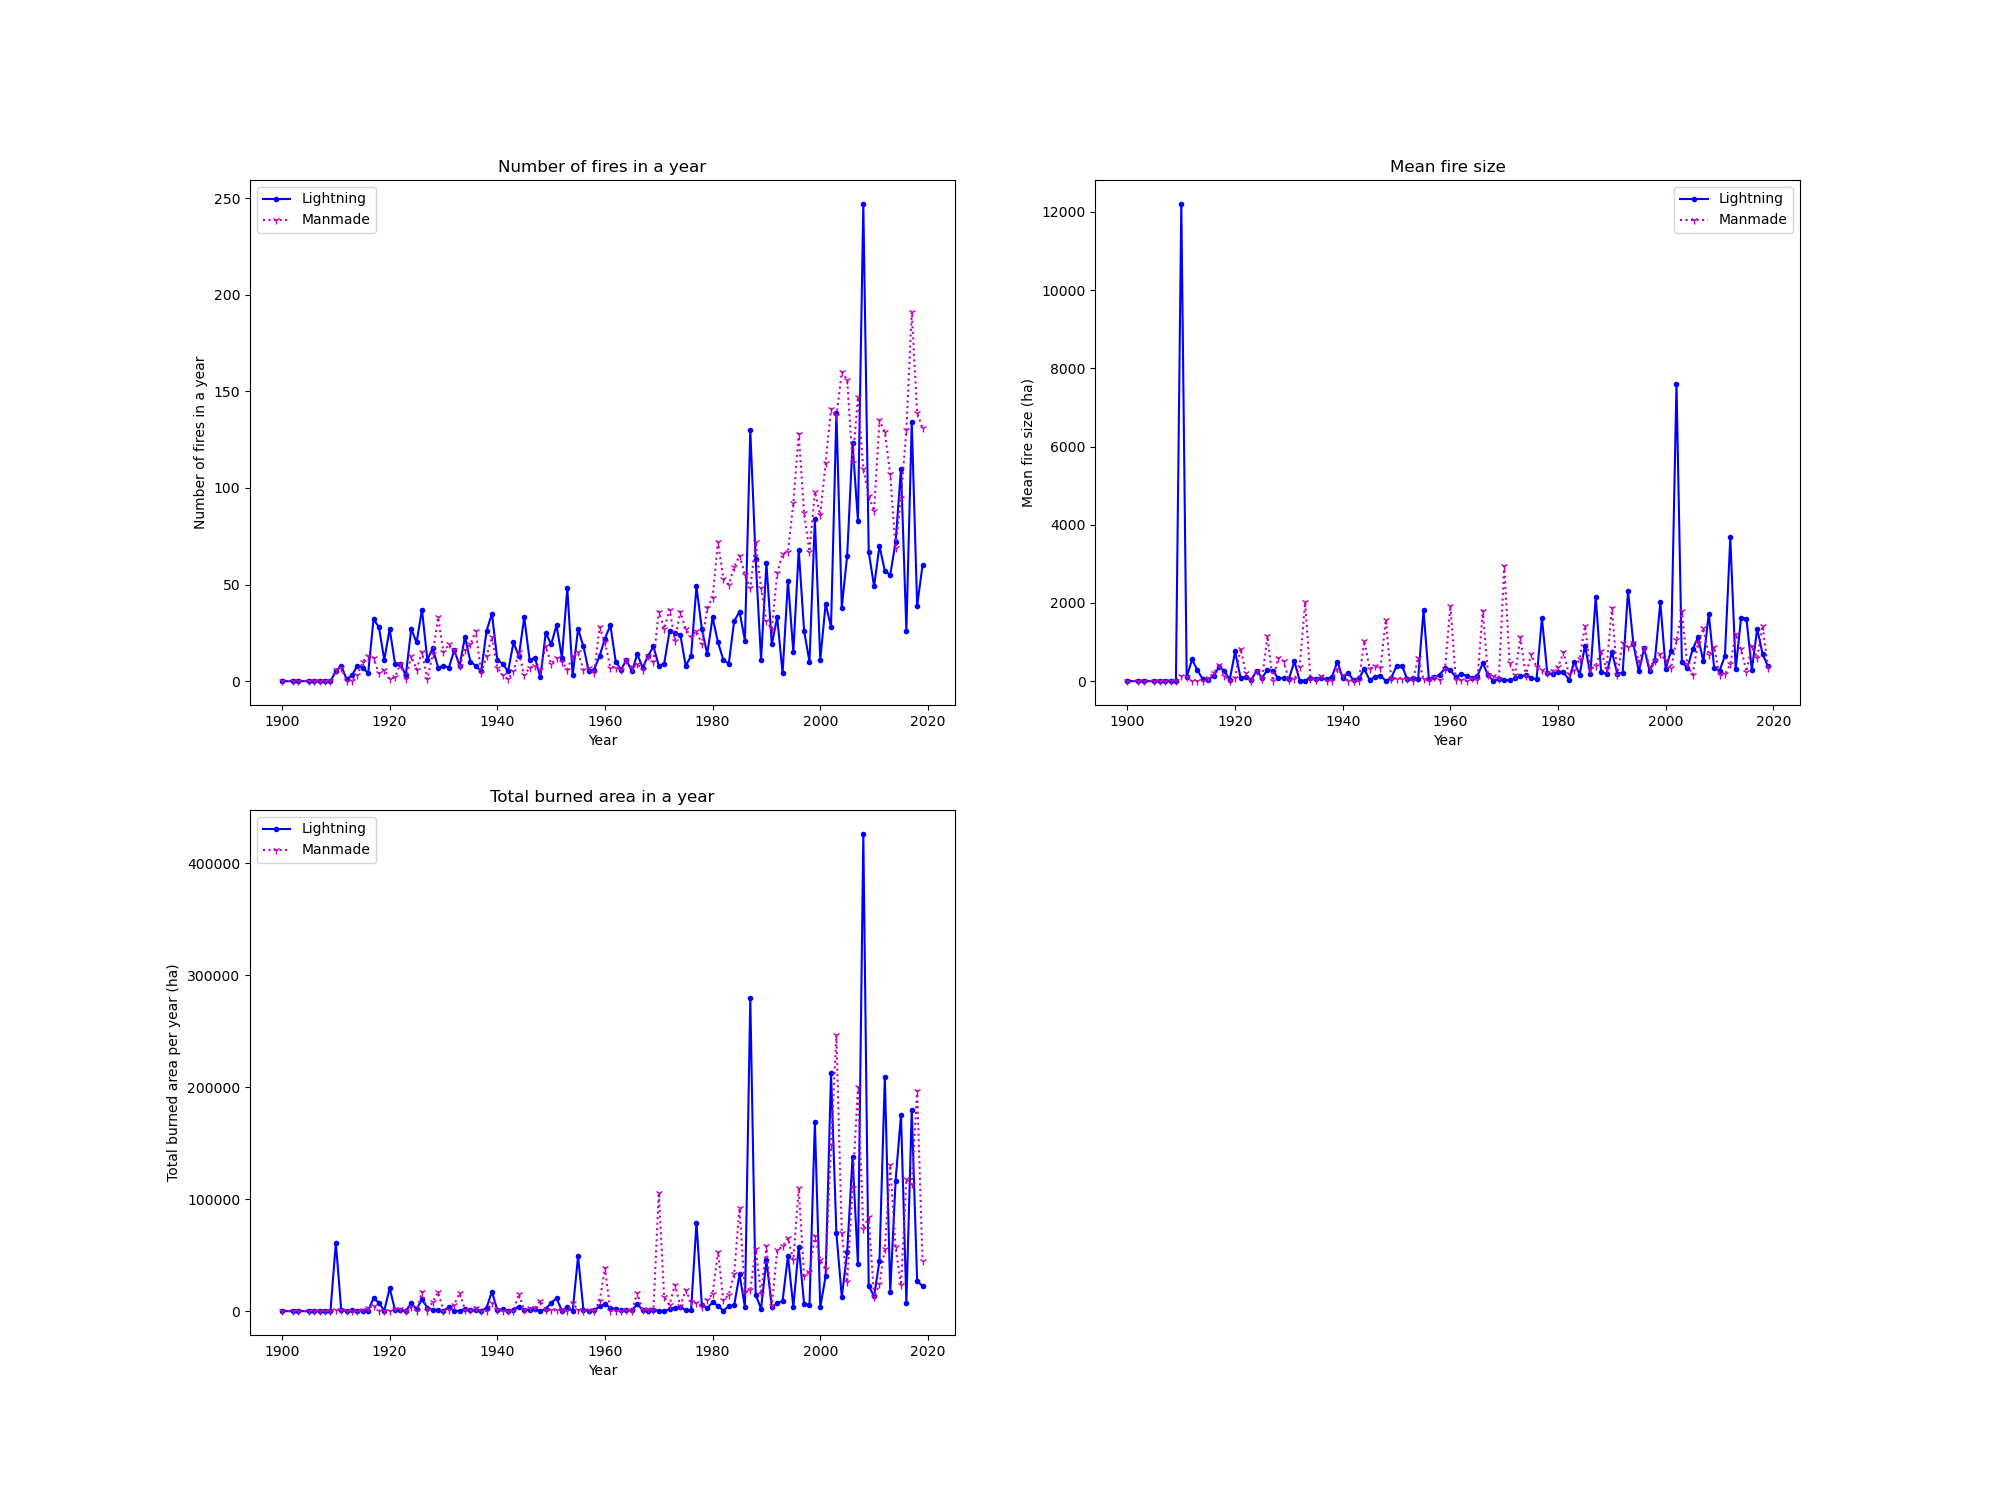 Number of fires in a year
Lightning
Manmade
250
200
150
100
50
0
Number of fires in a year
1900 1920 1940 1960 1980 2000 2020
Year
Mean fire size
Lightning
Manmade
12000
10000
8000
6000
4000
2000
0
Mean fire size (ha)
1900 1920 1940 1960 1980 2000 2020
Year
Total burned area in a year
Lightning
Manmade
400000
300000
200000
100000
0
Total burned area per year (ha)
1900 1920 1940 1960 1980 2000 2020
Year